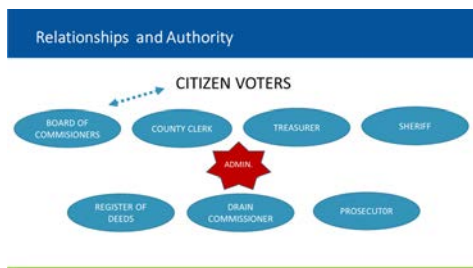 Relationships and Authority
CITIZEN VOTERS
BOARD OF
COMMISIONERS
COUNTY CLERK
TREASURER
SHERIFF
ADMIN.
REGISTER OF
DEEDS
DRAIN
COMMISSIONER
PROSECUTOR